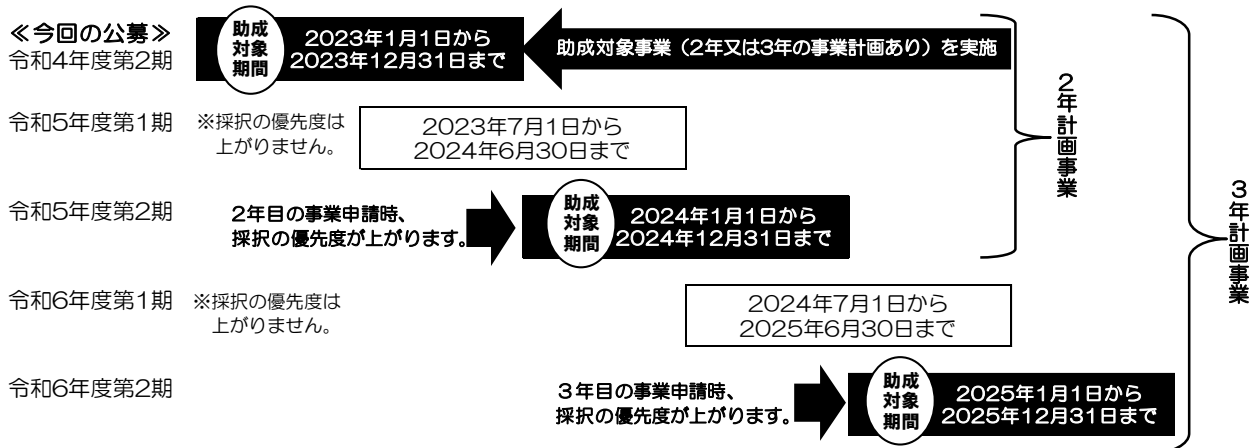 ≪今回の公募≫
令和4年度第2期
助成
対象
期間
2023年1月1日から
2023年12月31日まで
助成対象事業（2年又は3年の事業計画あり）を実施
令和5年度第1期
※採択の優先度は
上がりません。
2023年7月1日から
2024年6月30日まで
2年計画事業
令和5年度第2期
2年目の事業申請時、
採択の優先度が上がります。
助成
対象
期間
2024年1月1日から
2024年12月31日まで
3年計画事業
令和6年度第1期
※採択の優先度は
上がりません。
2024年7月1日から
2025年6月30日まで
令和6年度第2期
3年目の事業申請時、
採択の優先度が上がります。
助成
対象
期間
2025年1月1日から
2025年12月31日まで